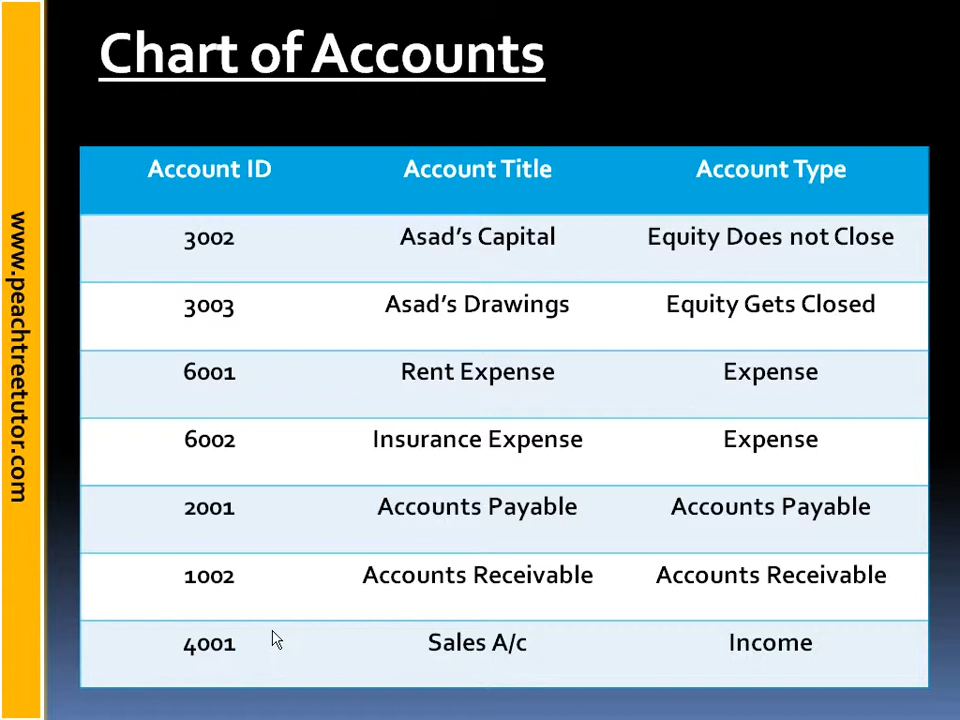 Chart of Accounts
www.peachtreetutor.com
Account ID Account Title Account Type
3002 Asad's Capital Equity Does not Close
3003 Asad's Drawings Equity Gets Closed
6001 Rent Expense Expense
6002 Insurance Expense Expense
2001 Accounts Payable Accounts Payable
1002 Accounts Receivable Accounts Receivable
4001 Sales A/c Income